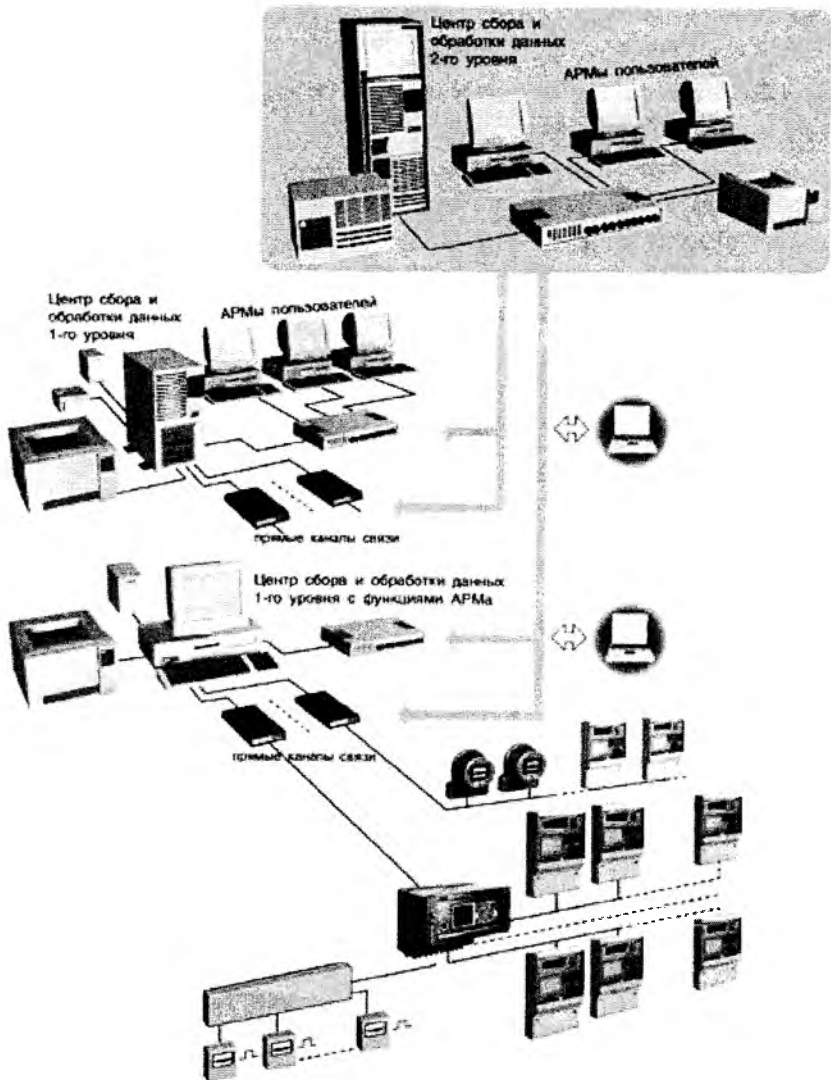 Центр сбора и
обработки данных
2-го уровня
АРМы пользователей
Центр сбора и
обработки данных
1-го уровня
АРМы пользователей
прямые каналы связи
Центр сбора и обработки данных
1-го уровня с функциями АРМа
прямые каналы связи